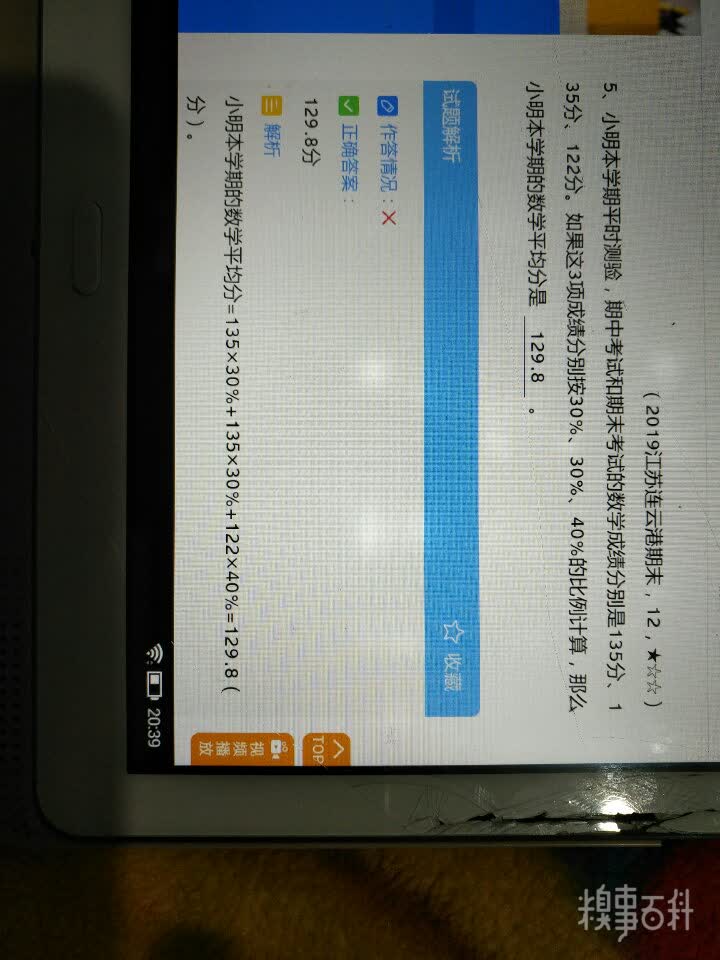 (2019江苏连云港期末，12，★☆☆)
5、小明本学期平时测验，期中考试和期末考试的数学成绩分别是135分、1
35分、122分。如果这3项成绩分别按30%、30%、40%的比例计算，那么
小明本学期的数学平均分是 129.8 。
试题解析
收藏
作答情况：×
正确答案：
129.8分
解析
小明本学期的数学平均分=135×30%+135×30%+122×40%=129.8（
分）。
TOP
视频播放
20:39
糗事百科